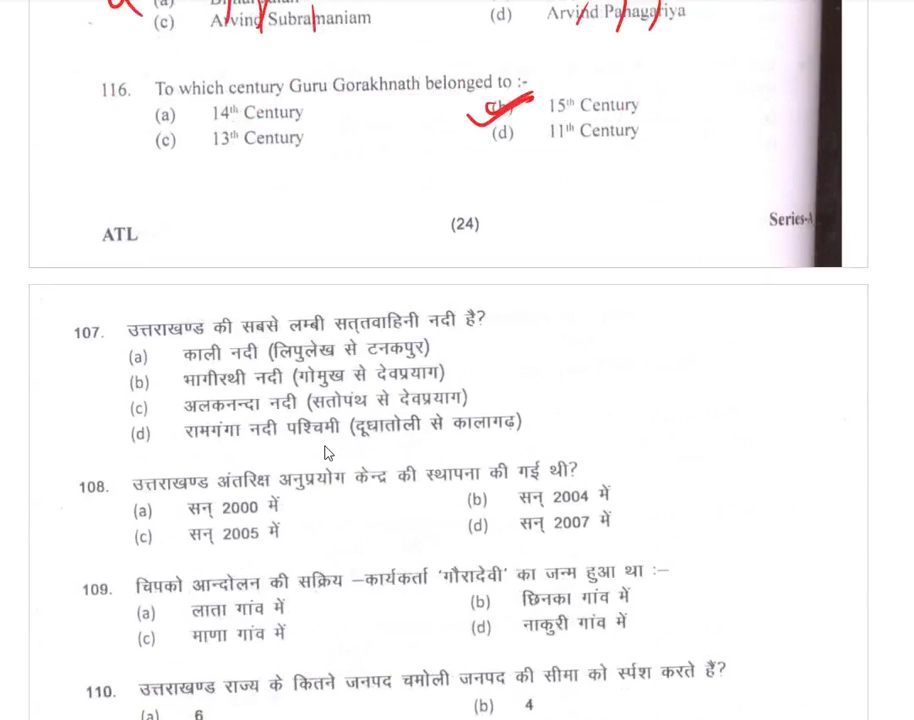 (c) Arvind Subramaniam (d) Arvind Panagariya
116. To which century Guru Gorakhnath belonged to :-
(a) 14th Century (b) 15th Century
(c) 13th Century (d) 11th Century
ATL (24) Series-A
107. उत्तराखण्ड की सबसे लम्बी सत्‌तवाहिनी नदी है?
(a) काली नदी (लिपुलेख से टनकपुर)
(b) भागीरथी नदी (गोमुख से देवप्रयाग)
(c) अलकनन्दा नदी (सतोपंथ से देवप्रयाग)
(d) रामगंगा नदी पश्चिमी (दूधातोली से कालागढ़)
108. उत्तराखण्ड अंतरिक्ष अनुप्रयोग केन्द्र की स्थापना की गई थी?
(a) सन् 2000 में (b) सन् 2004 में
(c) सन् 2005 में (d) सन् 2007 में
109. चिपको आन्दोलन की सक्रिय –कार्यकर्ता 'गौरादेवी' का जन्म हुआ था :–
(a) लाता गांव में (b) छिनका गांव में
(c) माणा गांव में (d) नाकुरी गांव में
110. उत्तराखण्ड राज्य के कितने जनपद चमोली जनपद की सीमा को र्स्पश करते हैं?
(a) 6 (b) 4